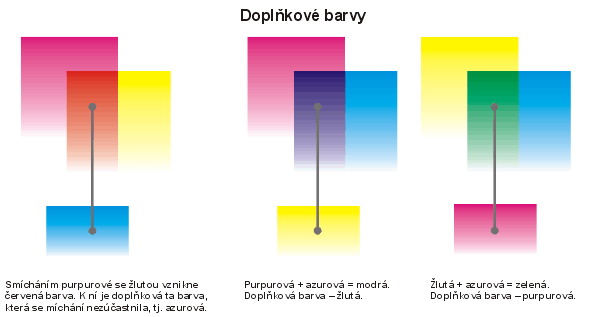 Doplňkové barvy
Smícháním purpurové se žlutou vznikne
červená barva. K ní je doplňková ta barva,
která se míchání nezúčastnila, tj. azurová.
Purpurová + azurová = modrá.
Doplňková barva – žlutá.
Žlutá + azurová = zelená.
Doplňková barva – purpurová.